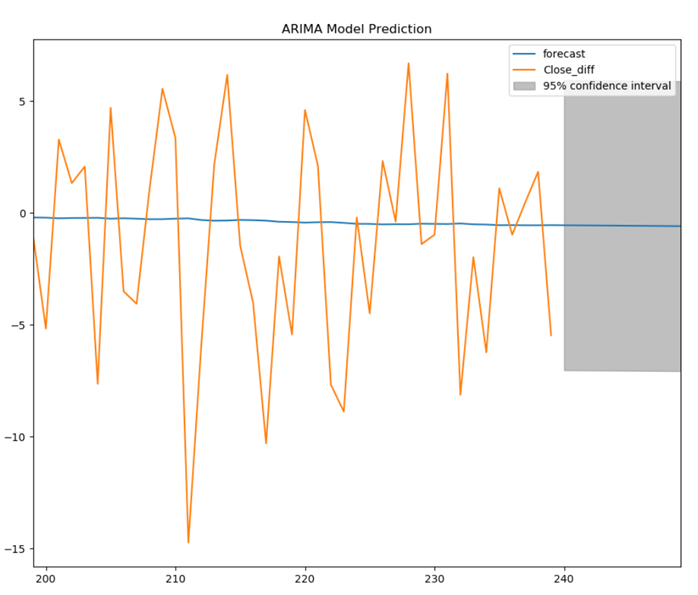 ARIMA Model Prediction
forecast
Close_diff
95% confidence interval
5
0
−5
−10
−15
200 210 220 230 240